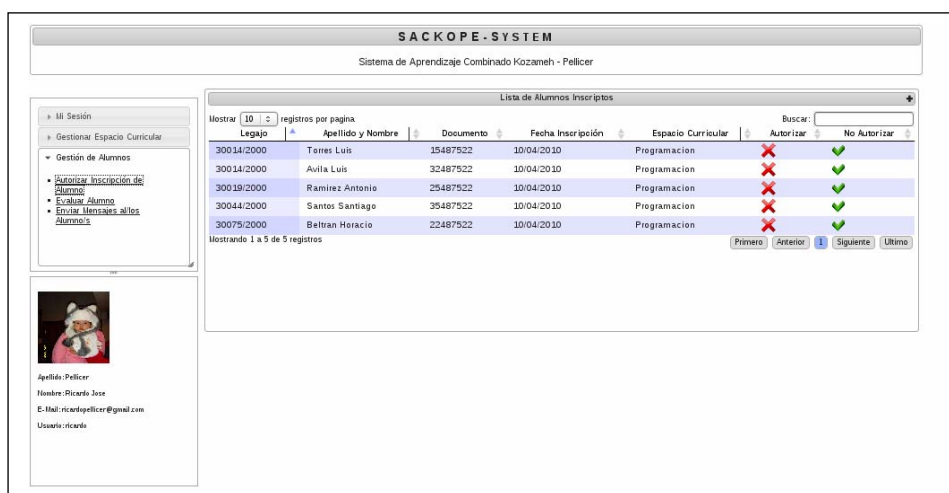 SACKOPE-SYSTEM
Sistema de Aprendizaje Combinado Kozameh - Pellicer
Mi Sesión
Gestionar Espacio Curricular
Gestión de Alumnos
Autorizar Inscripción de
Alumno
Evaluar Alumno
Enviar Mensajes al/los
Alumno/s
Apellido:Pellicer
Nombre:Ricardo Jose
E-Mail:ricardopellicer@gmail.com
Usuario:ricardo
Lista de Alumnos Inscriptos
Mostrar 10 registros por pagina Buscar:
Legajo Apellido y Nombre Documento Fecha Inscripción Espacio Curricular Autorizar No Autorizar
30014/2000 Torres Luis 15487522 10/04/2010 Programacion
30014/2000 Avila Luis 32487522 10/04/2010 Programacion
30019/2000 Ramirez Antonio 25487522 10/04/2010 Programacion
30044/2000 Santos Santiago 35487522 10/04/2010 Programacion
30075/2000 Beltran Horacio 22487522 10/04/2010 Programacion
Mostrando 1 a 5 de 5 registros Primero Anterior 1 Siguiente Ultimo